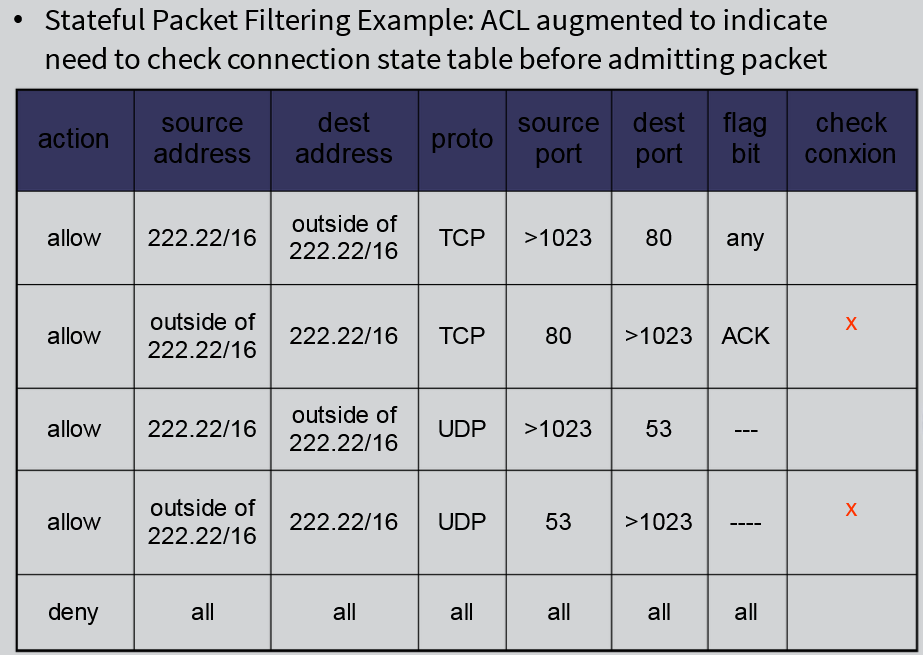 • Stateful Packet Filtering Example: ACL augmented to indicate
need to check connection state table before admitting packet
action source address dest address proto source port dest port flag bit check conxion
allow 222.22/16 outside of 222.22/16 TCP >1023 80 any
allow outside of 222.22/16 222.22/16 TCP 80 >1023 ACK x
allow 222.22/16 outside of 222.22/16 UDP >1023 53 ---
allow outside of 222.22/16 222.22/16 UDP 53 >1023 ---- x
deny all all all all all all